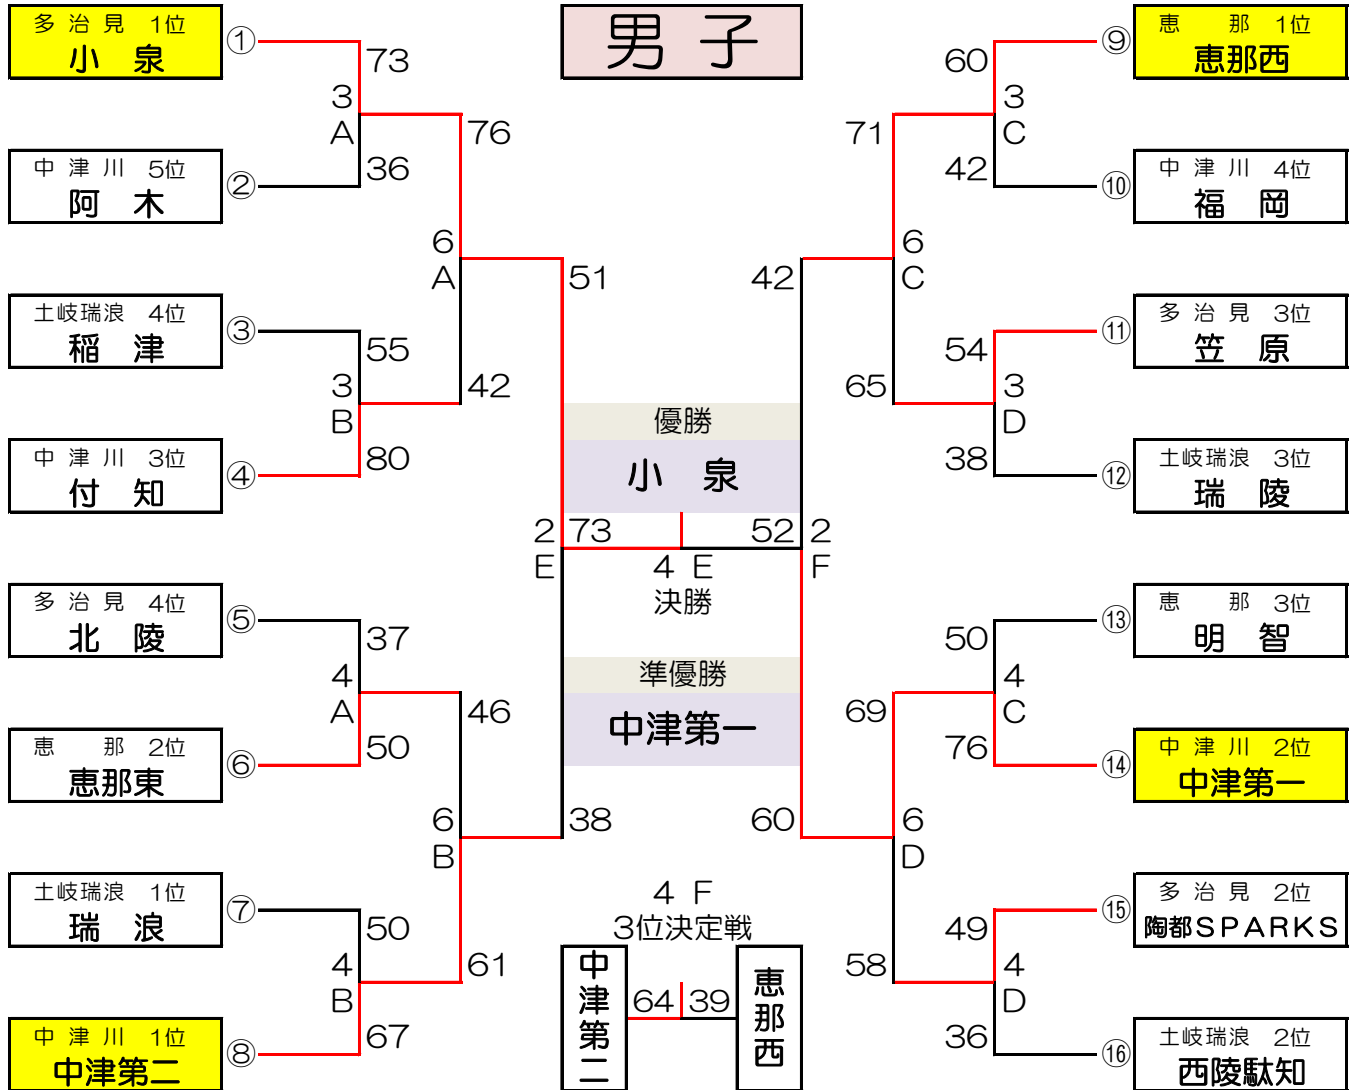 男子
多治見 1位
小泉
①
73
3
A
36
中津川 5位
阿木
②
76
6
A
42
土岐瑞浪 4位
稲津
③
55
3
B
80
中津川 3位
付知
④
51
2
E
38
多治見 4位
北陵
⑤
37
4
A
50
恵那 2位
恵那東
⑥
46
6
B
61
土岐瑞浪 1位
瑞浪
⑦
50
4
B
67
中津川 1位
中津第二
⑧
優勝
小泉
73
52
4 E
決勝
準優勝
中津第一
4 F
3位決定戦
中津第二
64
39
恵那西
⑨
恵那 1位
恵那西
60
3
C
42
⑩
中津川 4位
福岡
71
6
C
65
⑪
多治見 3位
笠原
54
3
D
38
⑫
土岐瑞浪 3位
瑞陵
42
2
F
60
⑬
恵那 3位
明智
50
4
C
76
⑭
中津川 2位
中津第一
69
6
D
58
⑮
多治見 2位
陶都SPARKS
49
4
D
36
⑯
土岐瑞浪 2位
西陵駄知